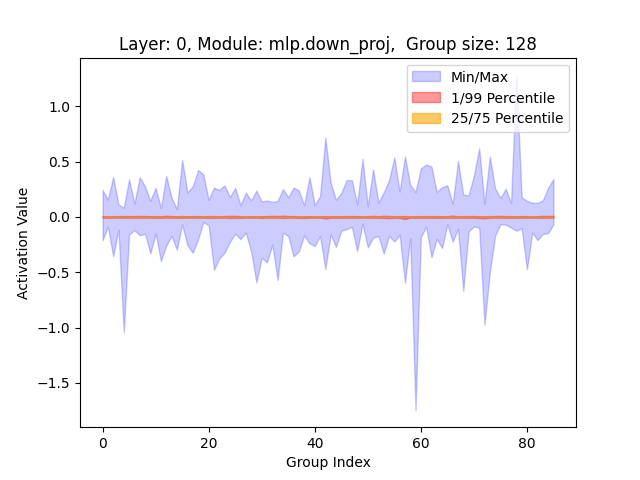 Layer: 0, Module: mlp.down_proj,  Group size: 128
Min/Max
1/99 Percentile
25/75 Percentile
1.0
0.5
0.0
−0.5
−1.0
−1.5
Activation Value
0
20
40
60
80
Group Index